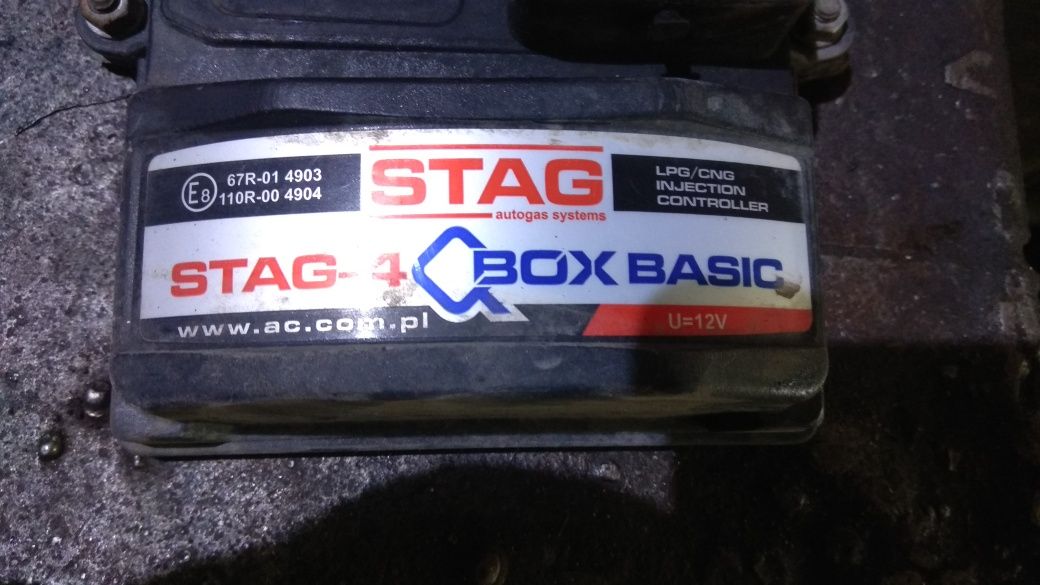 E8
67R-01 4903
110R-00 4904
STAG
autogas systems
LPG/CNG
INJECTION
CONTROLLER
STAG-4 QBOX BASIC
www.ac.com.pl
U=12V